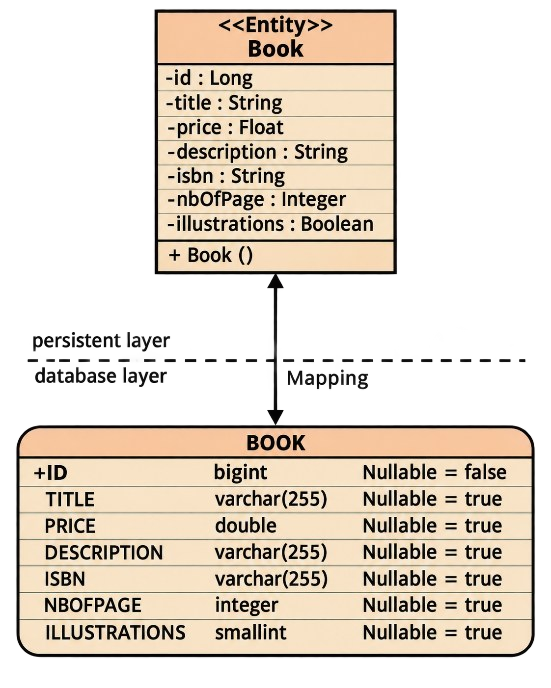 <<Entity>>
Book
-id : Long
-title : String
-price : Float
-description : String
-isbn : String
-nbOfPage : Integer
-illustrations : Boolean
+ Book ()
persistent layer
database layer
Mapping
BOOK
+ID bigint Nullable = false
TITLE varchar(255) Nullable = true
PRICE double Nullable = true
DESCRIPTION varchar(255) Nullable = true
ISBN varchar(255) Nullable = true
NBOFPAGE integer Nullable = true
ILLUSTRATIONS smallint Nullable = true